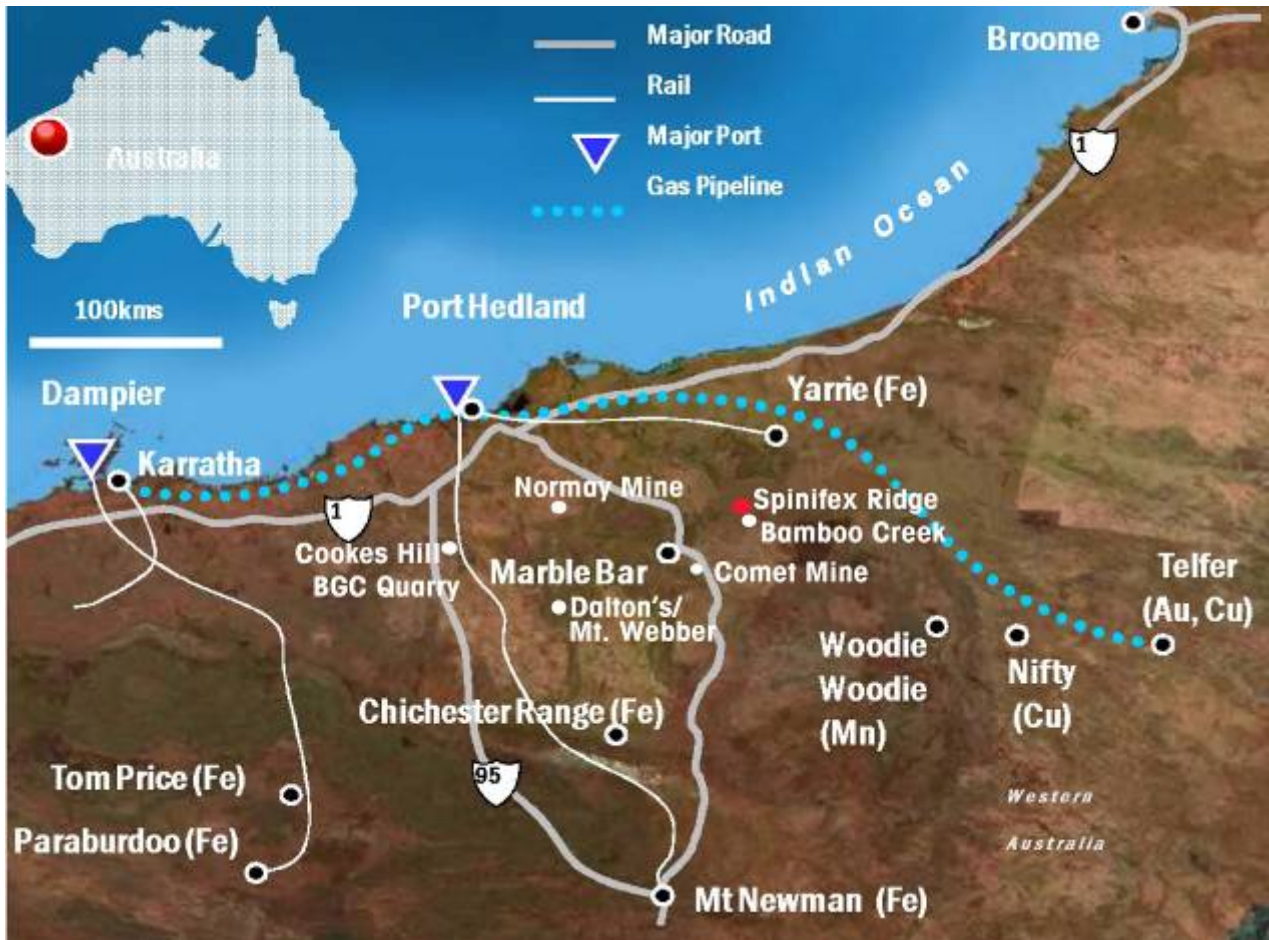 Major Road
Broome
Rail
Major Port
1
Australia
Gas Pipeline
Indian Ocean
100kms
Port Hedland
Dampier
Yarrie (Fe)
Karratha
Normay Mine
Spinifex Ridge
1
Bamboo Creek
Cookes Hill
BGC Quarry
Marble Bar
Comet Mine
Telfer
(Au, Cu)
Dalton's/
Mt. Webber
Woodie
Woodie
(Mn)
Nifty
(Cu)
Chichester Range (Fe)
95
Tom Price (Fe)
Western
Australia
Paraburdoo (Fe)
Mt Newman (Fe)